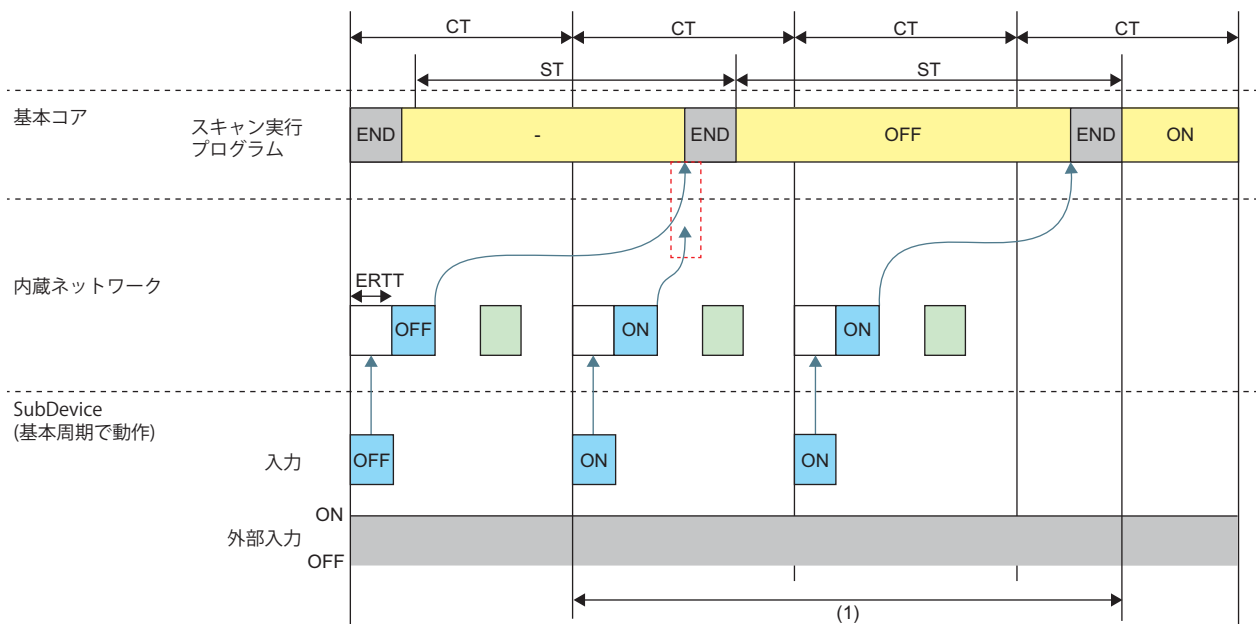 CT CT CT CT
ST ST
基本コア
スキャン実行
プログラム
END - END OFF END ON
内蔵ネットワーク
ERTT
OFF ON ON
SubDevice
(基本周期で動作)
入力
OFF ON ON
ON
外部入力
OFF
(1)